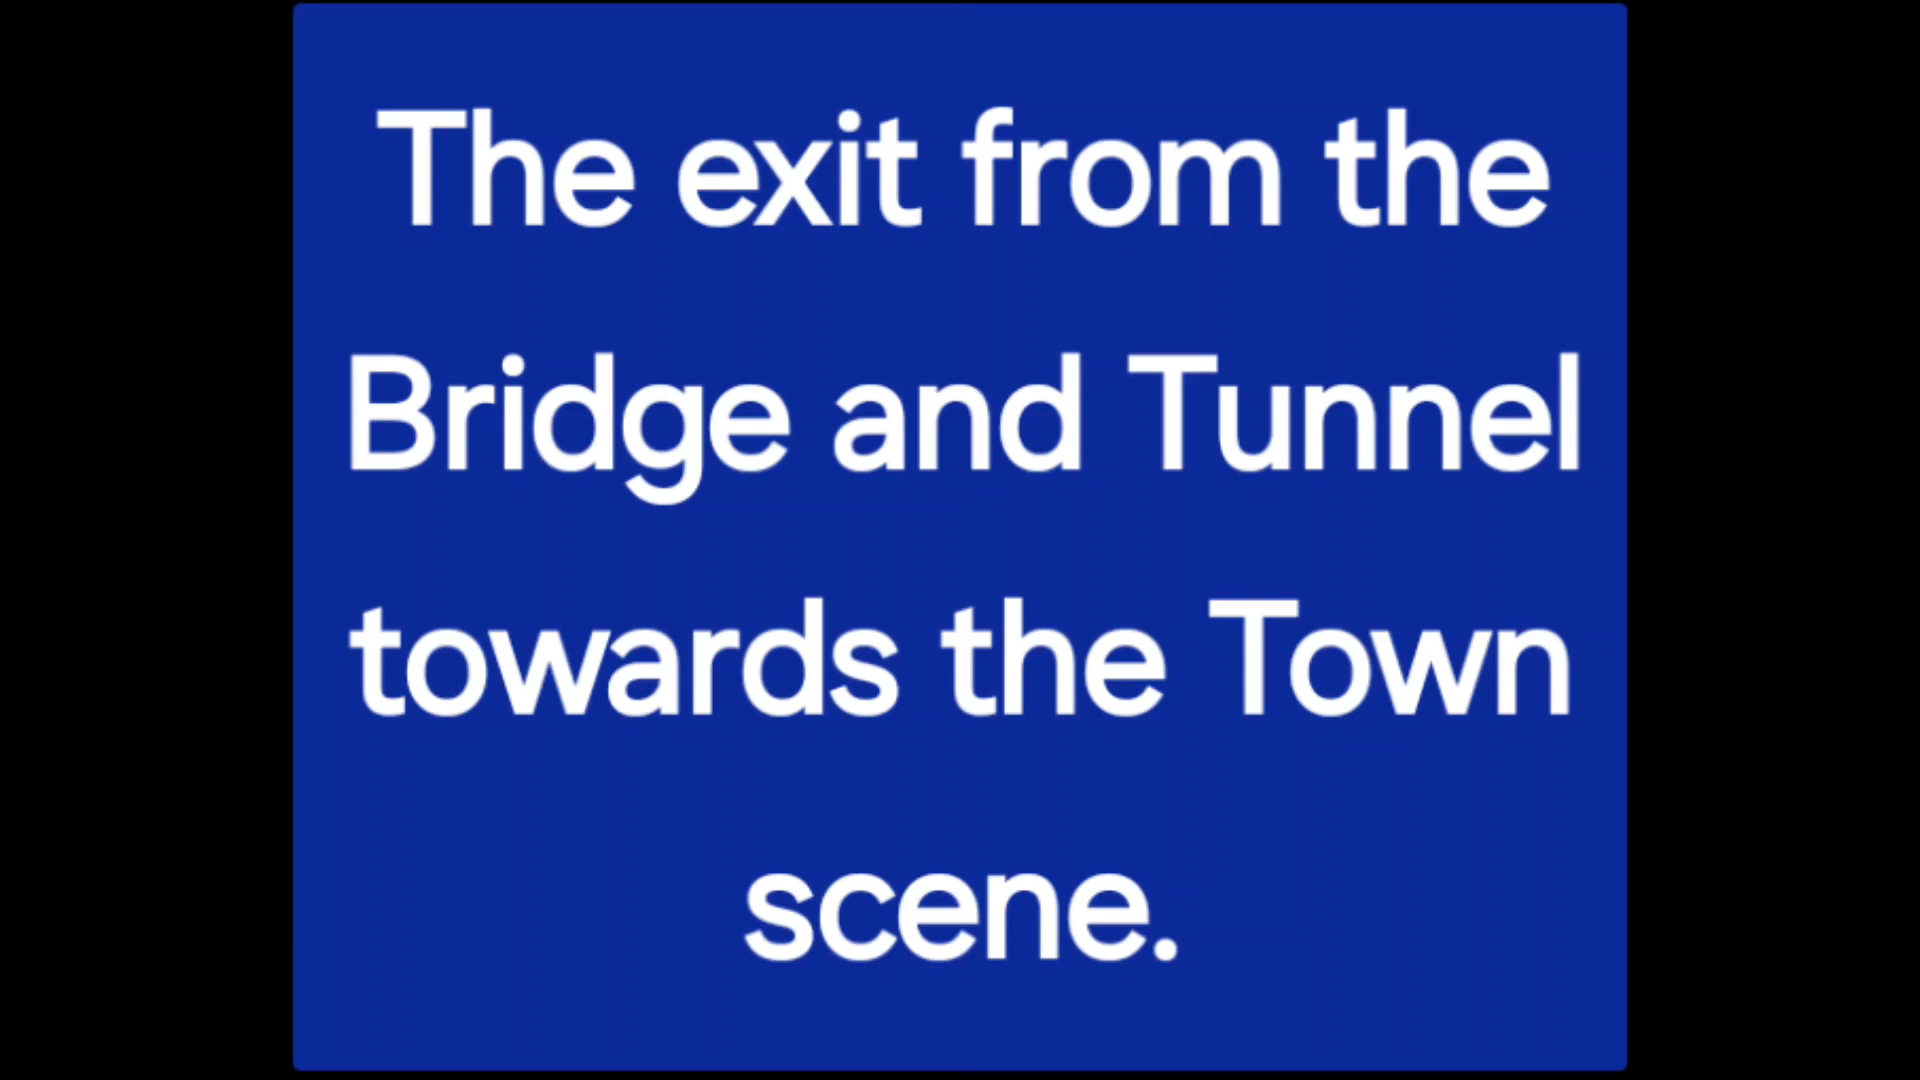 The exit from the
Bridge and Tunnel
towards the Town
scene.